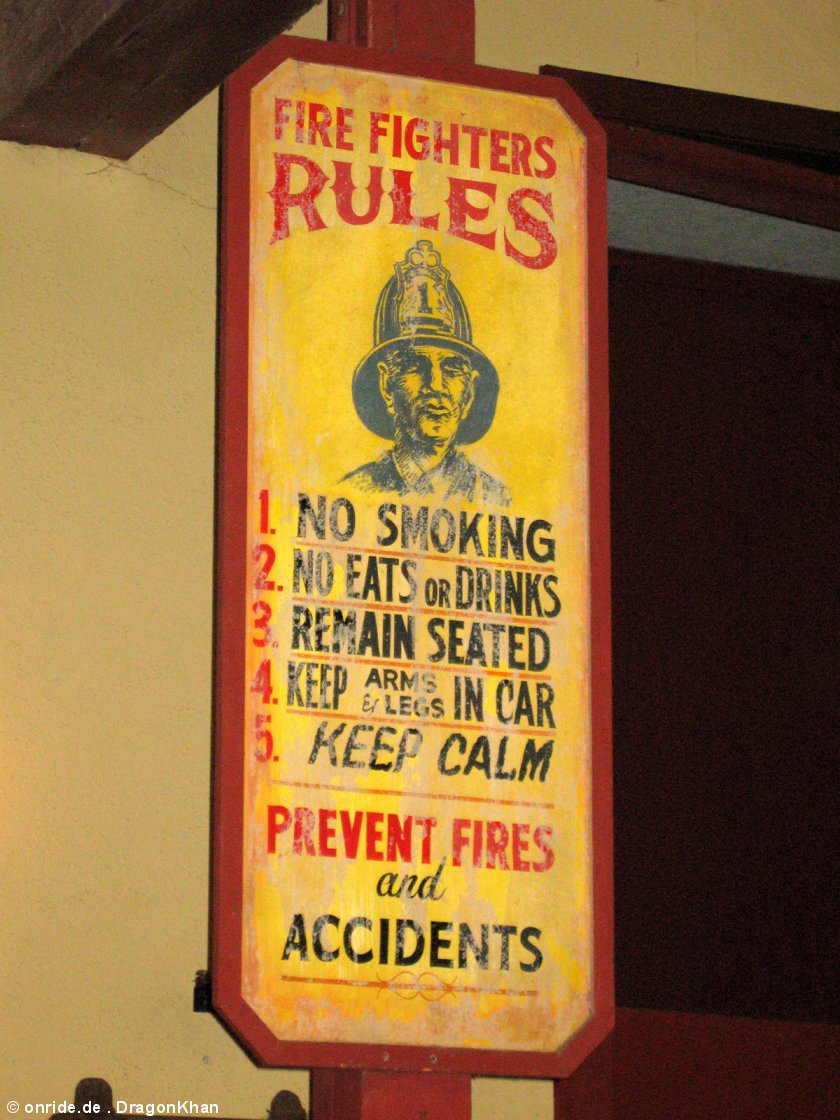 FIRE FIGHTERS
RULES
1
1. NO SMOKING
2. NO EATS OR DRINKS
3. REMAIN SEATED
4. KEEP ARMS & LEGS IN CAR
5. KEEP CALM
PREVENT FIRES
and
ACCIDENTS
© onride.de . DragonKhan